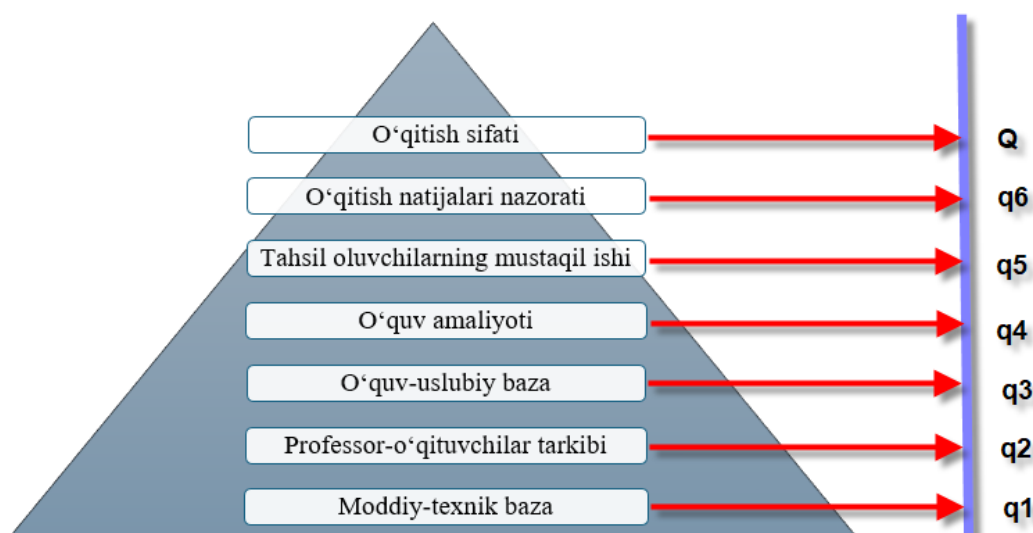 O‘qitish sifati
Q
O‘qitish natijalari nazorati
q6
Tahsil oluvchilarning mustaqil ishi
q5
O‘quv amaliyoti
q4
O‘quv-uslubiy baza
q3
Professor-o‘qituvchilar tarkibi
q2
Moddiy-texnik baza
q1